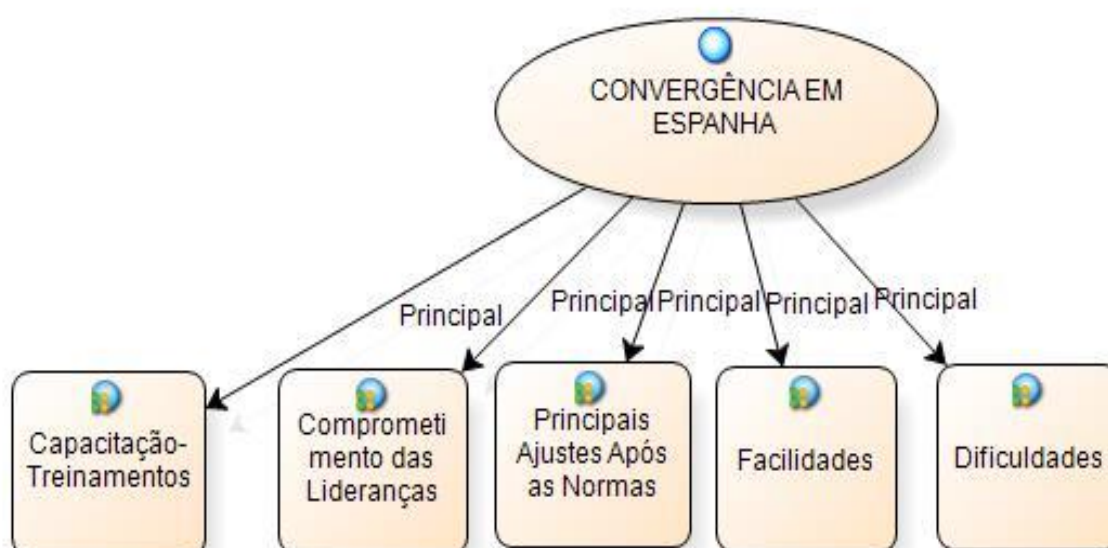 CONVERGÊNCIA EM
ESPANHA
Principal
Principal
Principal
Principal
Principal
Capacitação-
Treinamentos
Comprometi
mento das
Lideranças
Principais
Ajustes Após
as Normas
Facilidades
Dificuldades